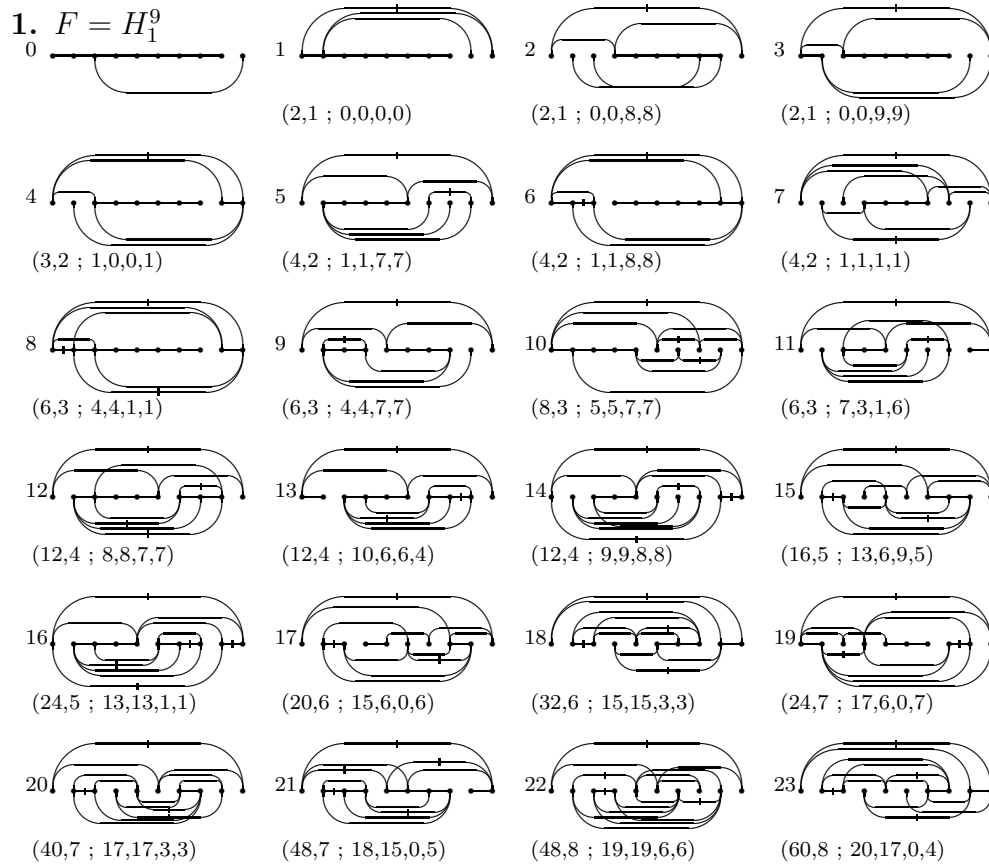 1. F = H_1^9
0 1 2 3
(2,1 ; 0,0,0,0) (2,1 ; 0,0,8,8) (2,1 ; 0,0,9,9)
4 5 6 7
(3,2 ; 1,0,0,1) (4,2 ; 1,1,7,7) (4,2 ; 1,1,8,8) (4,2 ; 1,1,1,1)
8 9 10 11
(6,3 ; 4,4,1,1) (6,3 ; 4,4,7,7) (8,3 ; 5,5,7,7) (6,3 ; 7,3,1,6)
12 13 14 15
(12,4 ; 8,8,7,7) (12,4 ; 10,6,6,4) (12,4 ; 9,9,8,8) (16,5 ; 13,6,9,5)
16 17 18 19
(24,5 ; 13,13,1,1) (20,6 ; 15,6,0,6) (32,6 ; 15,15,3,3) (24,7 ; 17,6,0,7)
20 21 22 23
(40,7 ; 17,17,3,3) (48,7 ; 18,15,0,5) (48,8 ; 19,19,6,6) (60,8 ; 20,17,0,4)